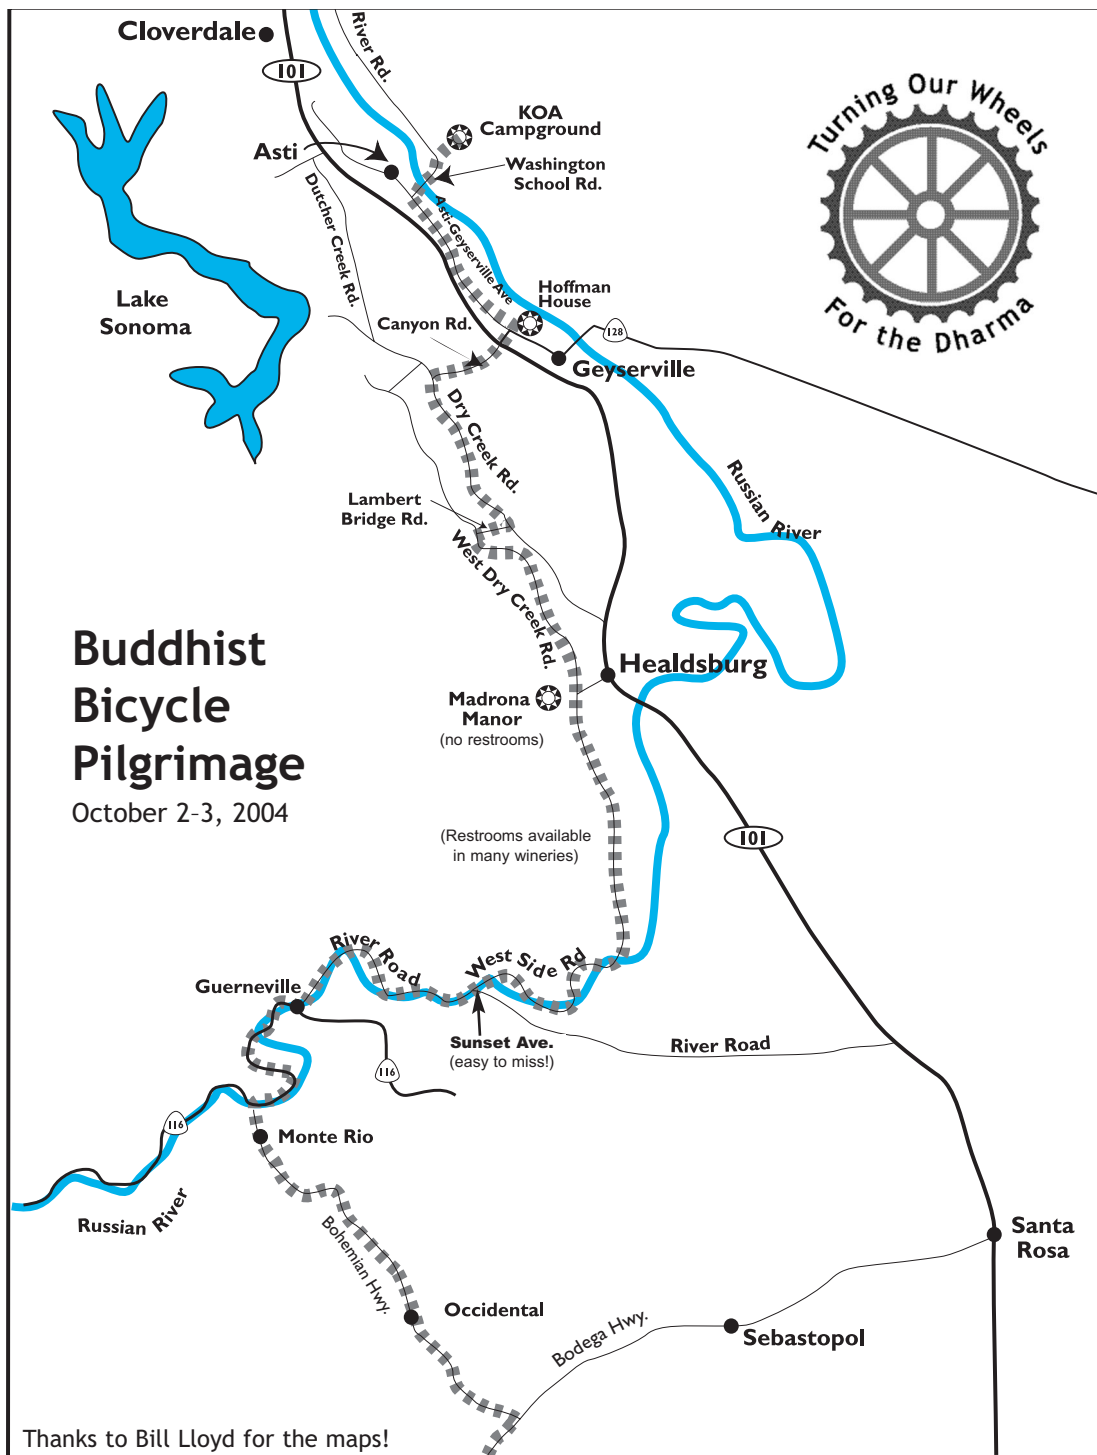 Cloverdale
101
River Rd.
KOA
Campground
Asti
Washington
School Rd.
Dutcher Creek Rd.
Asti-Geyserville Ave
Lake
Sonoma
Hoffman
House
Canyon Rd.
128
Geyserville
Turning Our Wheels
For the Dharma
Dry Creek Rd.
Russian River
Lambert
Bridge Rd.
West Dry Creek Rd.
Buddhist
Bicycle
Pilgrimage
October 2-3, 2004
Healdsburg
Madrona
Manor
(no restrooms)
(Restrooms available
in many wineries)
101
River Road
West Side Rd
Guerneville
Sunset Ave.
(easy to miss!)
River Road
116
116
Monte Rio
Russian River
Bohemian Hwy.
Santa
Rosa
Occidental
Bodega Hwy.
Sebastopol
Thanks to Bill Lloyd for the maps!